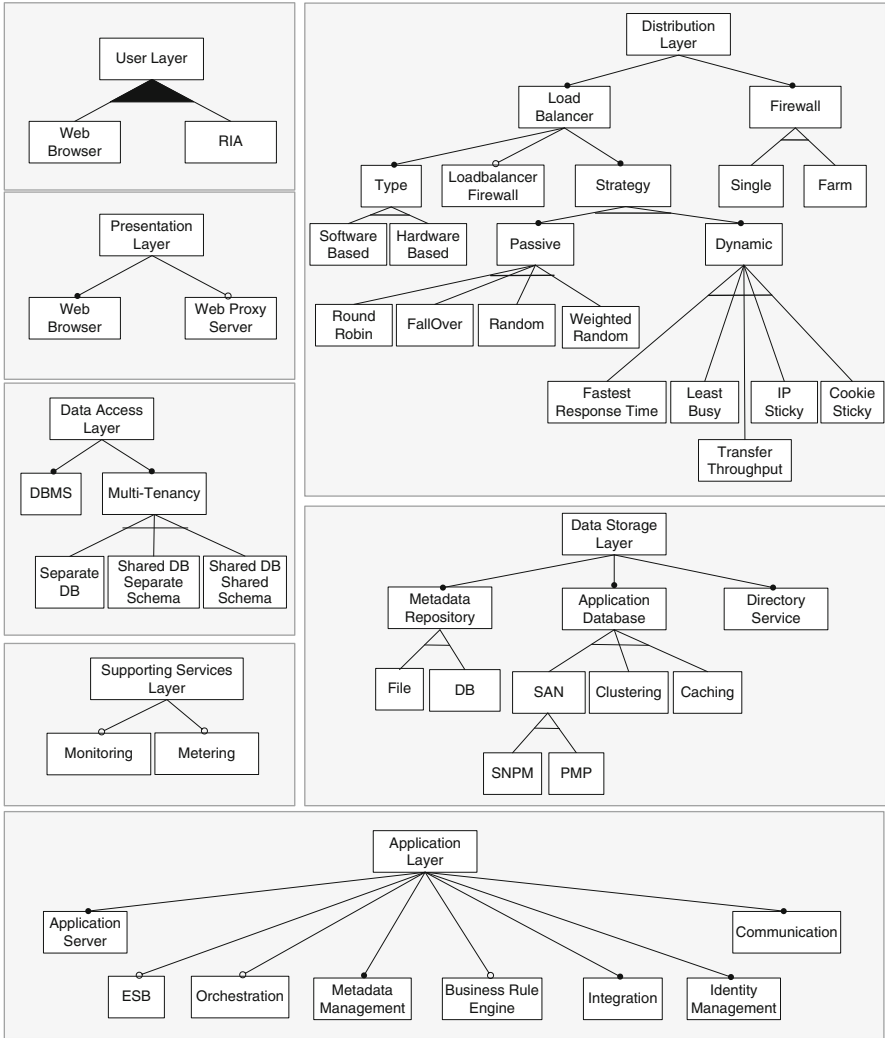 User Layer
Web
Browser
RIA
Presentation
Layer
Web
Browser
Web Proxy
Server
Data Access
Layer
DBMS
Multi-Tenancy
Separate
DB
Shared DB
Separate
Schema
Shared DB
Shared
Schema
Supporting Services
Layer
Monitoring
Metering
Distribution
Layer
Load
Balancer
Firewall
Type
Loadbalancer
Firewall
Strategy
Single
Farm
Software
Based
Hardware
Based
Passive
Dynamic
Round
Robin
FallOver
Random
Weighted
Random
Fastest
Response Time
Least
Busy
IP
Sticky
Cookie
Sticky
Transfer
Throughput
Data Storage
Layer
Metadata
Repository
Application
Database
Directory
Service
File
DB
SAN
Clustering
Caching
SNPM
PMP
Application
Layer
Application
Server
Communication
ESB
Orchestration
Metadata
Management
Business Rule
Engine
Integration
Identity
Management